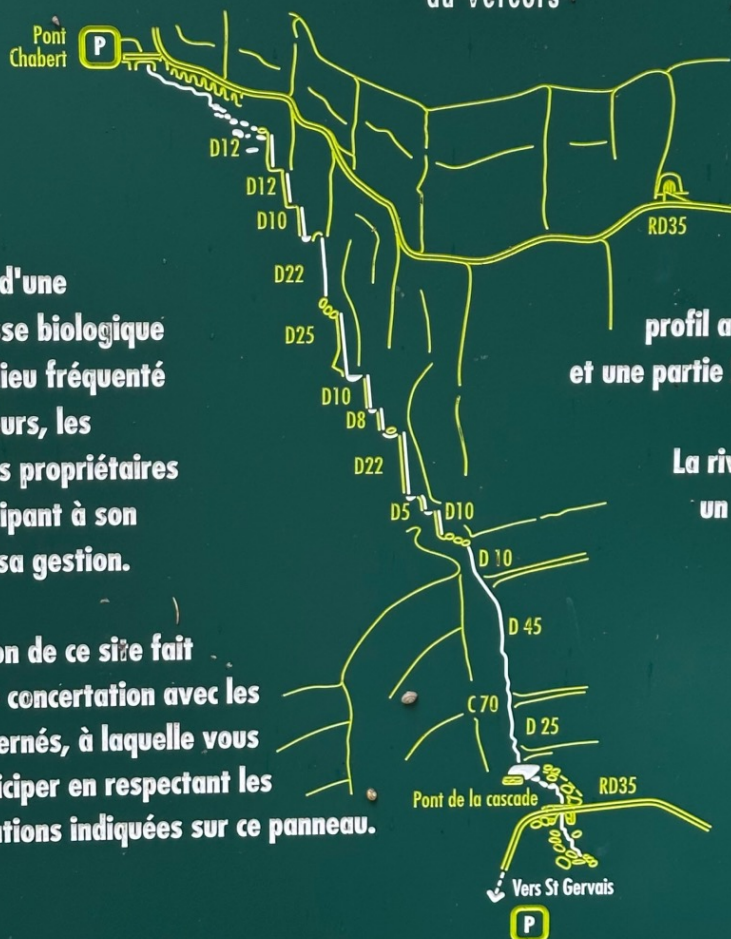 du Vercors
Pont
Chabert
P
D12
D12
D10
RD35
D22
d'une
D25
se biologique
profil a
ieu fréquenté
et une partie
D10
urs, les
D8
D22
La riv
s propriétaires
D5
D10
un
ipant à son
D 10
sa gestion.
D 45
on de ce site fait
concertation avec les
C 70
D 25
ernés, à laquelle vous
iciper en respectant les
Pont de la cascade
RD35
tions indiquées sur ce panneau.
Vers St Gervais
P